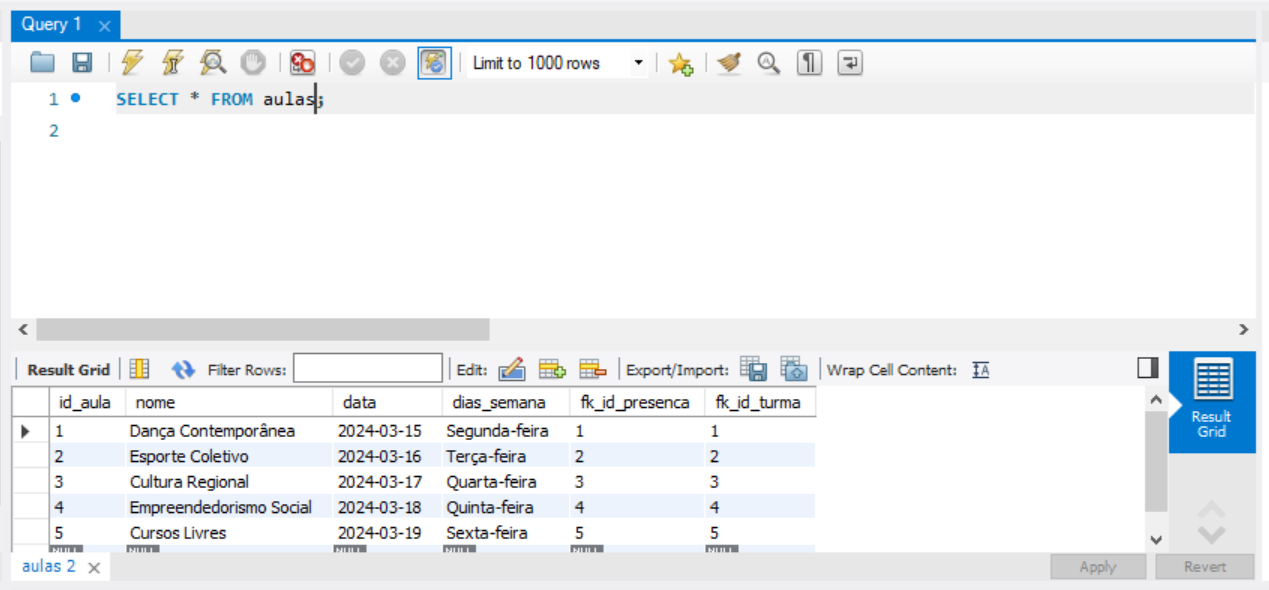 Query 1
Limit to 1000 rows
1 SELECT * FROM aulas;
2
Result Grid Filter Rows: Edit: Export/Import: Wrap Cell Content: IA
Result Grid
id_aula nome data dias_semana fk_id_presenca fk_id_turma
1 Dança Contemporânea 2024-03-15 Segunda-feira 1 1
2 Esporte Coletivo 2024-03-16 Terça-feira 2 2
3 Cultura Regional 2024-03-17 Quarta-feira 3 3
4 Empreendedorismo Social 2024-03-18 Quinta-feira 4 4
5 Cursos Livres 2024-03-19 Sexta-feira 5 5
NULL NULL NULL NULL NULL NULL
aulas 2 Apply Revert